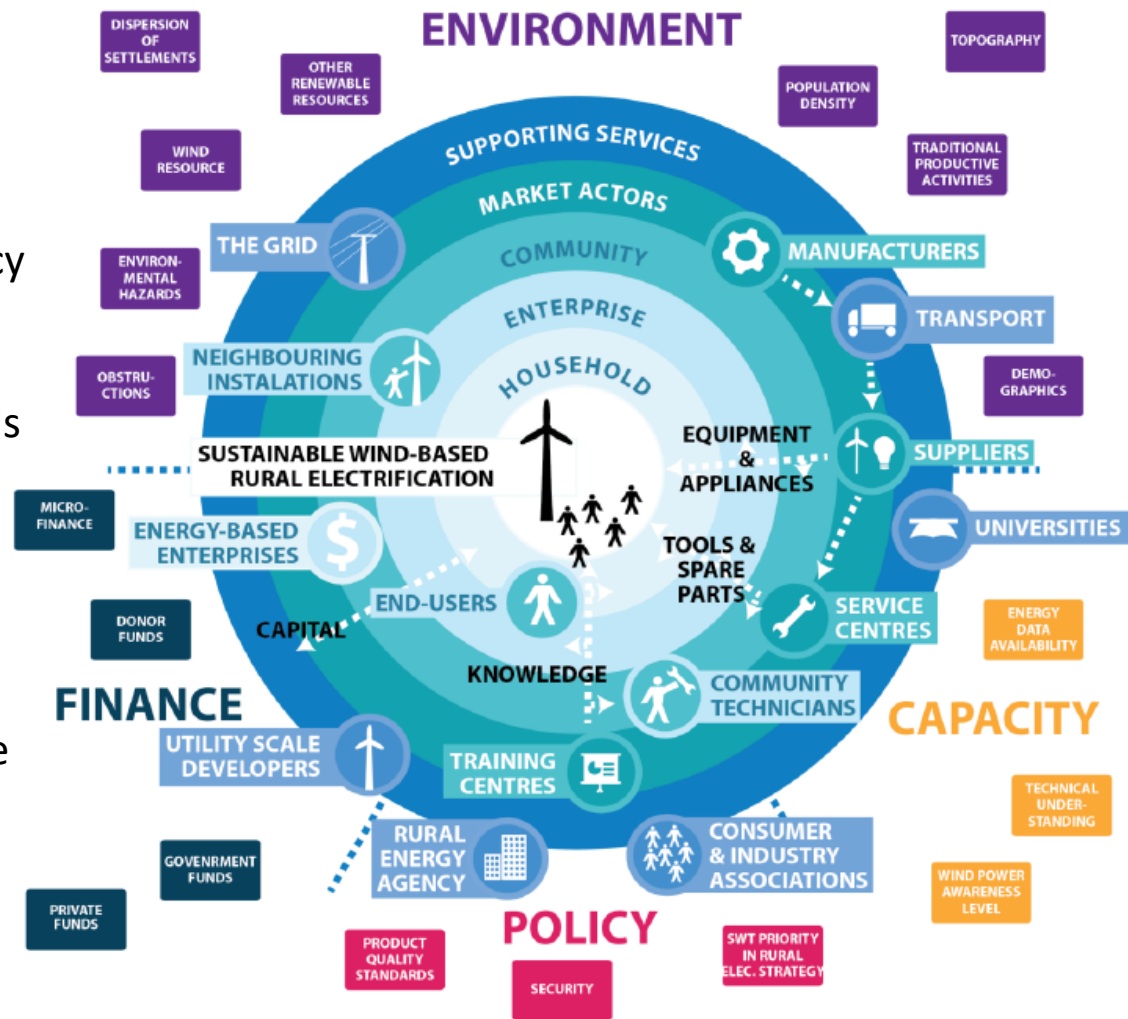 ENVIRONMENT
DISPERSION
OF
SETTLEMENTS
OTHER
RENEWABLE
RESOURCES
TOPOGRAPHY
POPULATION
DENSITY
WIND
RESOURCE
TRADITIONAL
PRODUCTIVE
ACTIVITIES
SUPPORTING SERVICES
MARKET ACTORS
COMMUNITY
ENTERPRISE
HOUSEHOLD
THE GRID
MANUFACTURERS
cy
ENVIRON-
MENTAL
HAZARDS
TRANSPORT
NEIGHBOURING
INSTALATIONS
OBSTRU-
CTIONS
DEMO-
GRAPHICS
s
SUSTAINABLE WIND-BASED
RURAL ELECTRIFICATION
EQUIPMENT
&
APPLIANCES
SUPPLIERS
MICRO-
FINANCE
ENERGY-BASED
ENTERPRISES
$
UNIVERSITIES
TOOLS &
SPARE
PARTS
END-USERS
SERVICE
CENTRES
DONOR
FUNDS
CAPITAL
ENERGY
DATA
AVAILABILITY
KNOWLEDGE
COMMUNITY
TECHNICIANS
FINANCE
CAPACITY
e
UTILITY SCALE
DEVELOPERS
TRAINING
CENTRES
TECHNICAL
UNDER-
STANDING
RURAL
ENERGY
AGENCY
CONSUMER
& INDUSTRY
ASSOCIATIONS
GOVENRMENT
FUNDS
WIND POWER
AWARENESS
LEVEL
PRIVATE
FUNDS
POLICY
PRODUCT
QUALITY
STANDARDS
SECURITY
SWT PRIORITY
IN RURAL
ELEC. STRATEGY